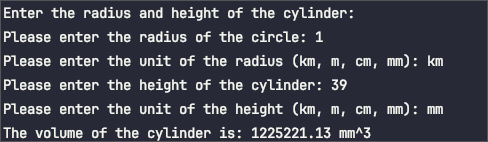 Enter the radius and height of the cylinder:
Please enter the radius of the circle: 1
Please enter the unit of the radius (km, m, cm, mm): km
Please enter the height of the cylinder: 39
Please enter the unit of the height (km, m, cm, mm): mm
The volume of the cylinder is: 1225221.13 mm^3